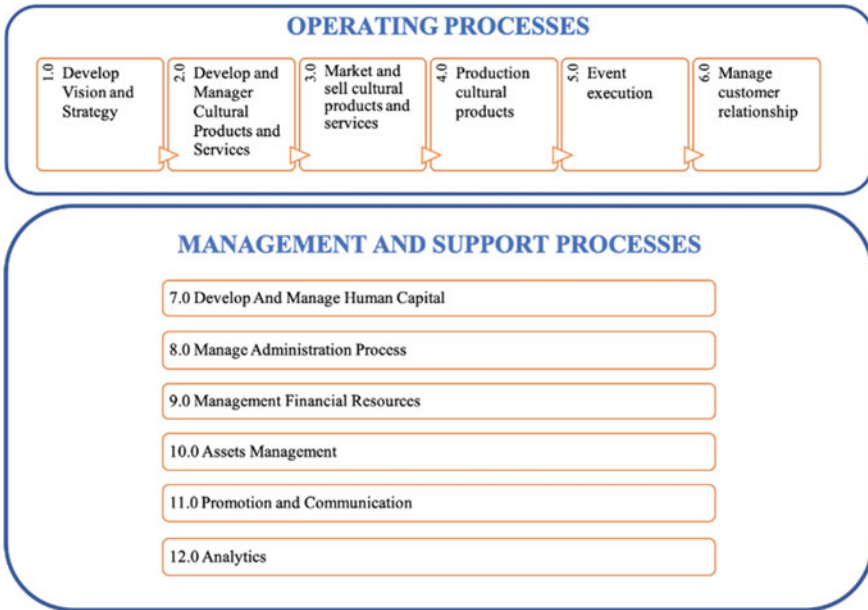 OPERATING PROCESSES
1.0
Develop
Vision and
Strategy
2.0
Develop and
Manager
Cultural
Products and
Services
3.0
Market and
sell cultural
products and
services
4.0
Production
cultural
products
5.0
Event
execution
6.0
Manage
customer
relationship
MANAGEMENT AND SUPPORT PROCESSES
7.0 Develop And Manage Human Capital
8.0 Manage Administration Process
9.0 Management Financial Resources
10.0 Assets Management
11.0 Promotion and Communication
12.0 Analytics